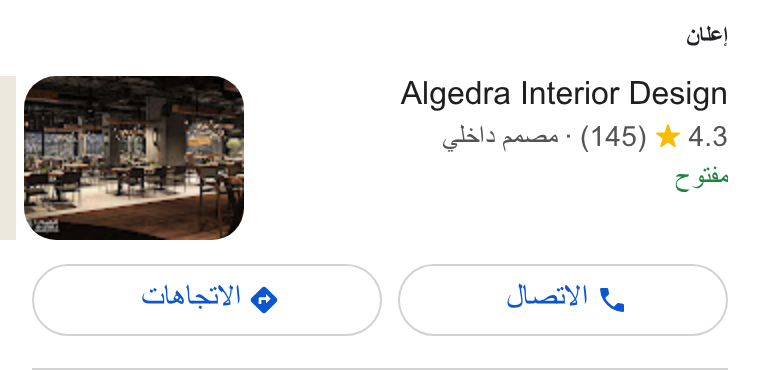 إعلان
Algedra Interior Design
4.3 (145) · مصمم داخلي
مفتوح
الاتصال
الاتجاهات